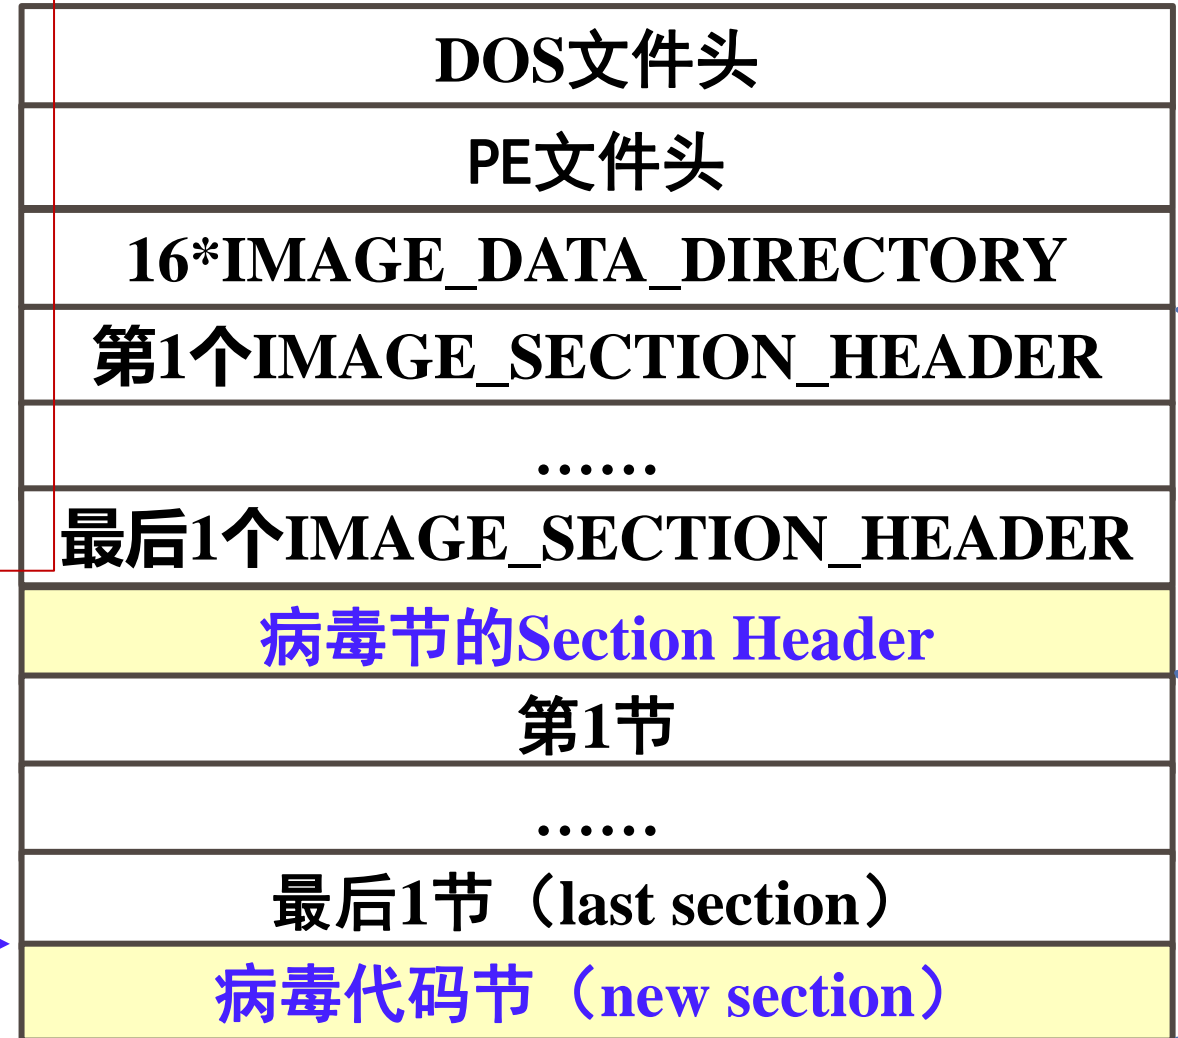 DOS文件头
PE文件头
16*IMAGE_DATA_DIRECTORY
第1个IMAGE_SECTION_HEADER
……
最后1个IMAGE_SECTION_HEADER
病毒节的Section Header
第1节
……
最后1节（last section）
病毒代码节（new section）